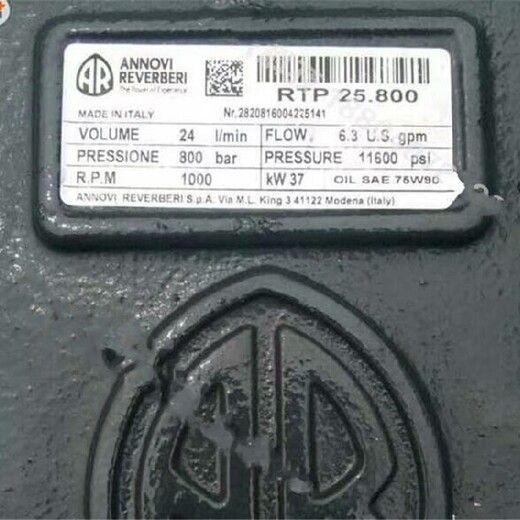 AR ANNOVI REVERBERI
The Power of Experience
RTP 25.800
MADE IN ITALY Nr.2820816004225141
VOLUME 24 l/min FLOW 6.3 U.S. gpm
PRESSIONE 800 bar PRESSURE 11600 psi
R.P.M 1000 kW 37 OIL SAE 75W90
ANNOVI REVERBERI S.p.A. Via M.L. King 3 41122 Modena (Italy)
AR